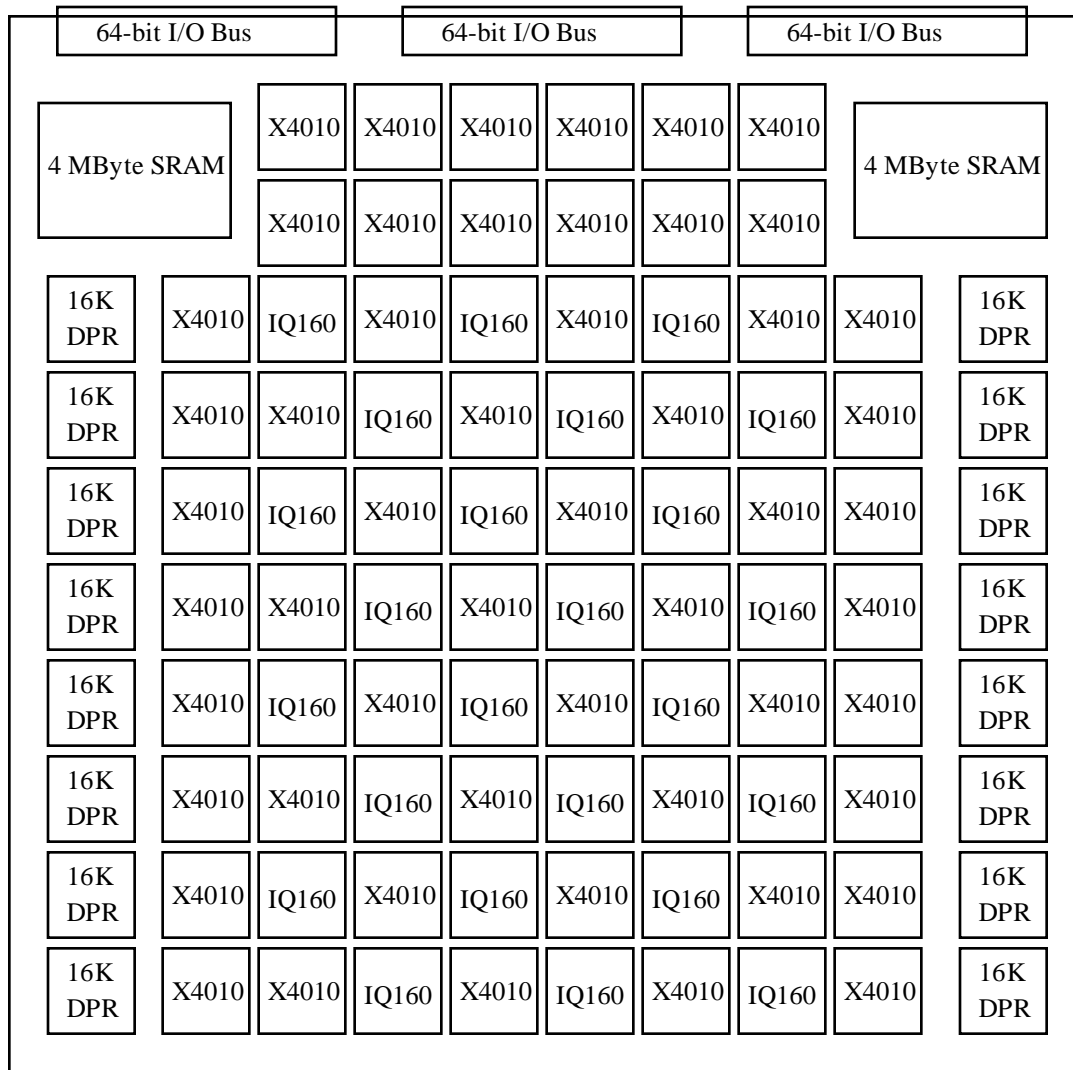 64-bit I/O Bus 64-bit I/O Bus 64-bit I/O Bus
X4010 X4010 X4010 X4010 X4010 X4010
4 MByte SRAM 4 MByte SRAM
X4010 X4010 X4010 X4010 X4010 X4010
16K 16K
X4010 IQ160 X4010 IQ160 X4010 IQ160 X4010 X4010
DPR DPR
16K 16K
X4010 X4010 IQ160 X4010 IQ160 X4010 IQ160 X4010
DPR DPR
16K 16K
X4010 IQ160 X4010 IQ160 X4010 IQ160 X4010 X4010
DPR DPR
16K 16K
X4010 X4010 IQ160 X4010 IQ160 X4010 IQ160 X4010
DPR DPR
16K 16K
X4010 IQ160 X4010 IQ160 X4010 IQ160 X4010 X4010
DPR DPR
16K 16K
X4010 X4010 IQ160 X4010 IQ160 X4010 IQ160 X4010
DPR DPR
16K 16K
X4010 IQ160 X4010 IQ160 X4010 IQ160 X4010 X4010
DPR DPR
16K 16K
X4010 X4010 IQ160 X4010 IQ160 X4010 IQ160 X4010
DPR DPR